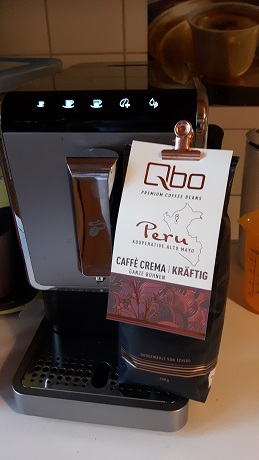 Qbo
PREMIUM COFFEE BEANS
Peru
KOOPERATIVE ALTO MAYO
CAFFÈ CREMA | KRÄFTIG
GANZE BOHNEN